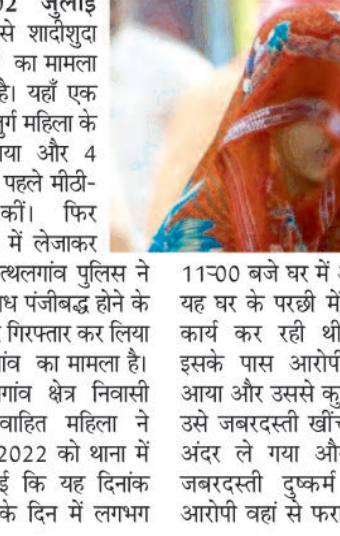 02 जुलाई
से शादीशुदा
का मामला
है। यहाँ एक
महिला के
या और 4
पहले मीठी-
कीं। फिर
में लेजाकर
त्थलगांव पुलिस ने
ध पंजीबद्ध होने के
गिरफ्तार कर लिया
गांव का मामला है।
गांव क्षेत्र निवासी
वाहित महिला ने
2022 को थाना में
ई कि यह दिनांक
के दिन में लगभग
11-00 बजे घर में
यह घर के परछी में
कार्य कर रही थी
इसके पास आरोपी
आया और उससे कु
उसे जबरदस्ती खीं
अंदर ले गया औ
जबरदस्ती दुष्कर्म
आरोपी वहां से फरा